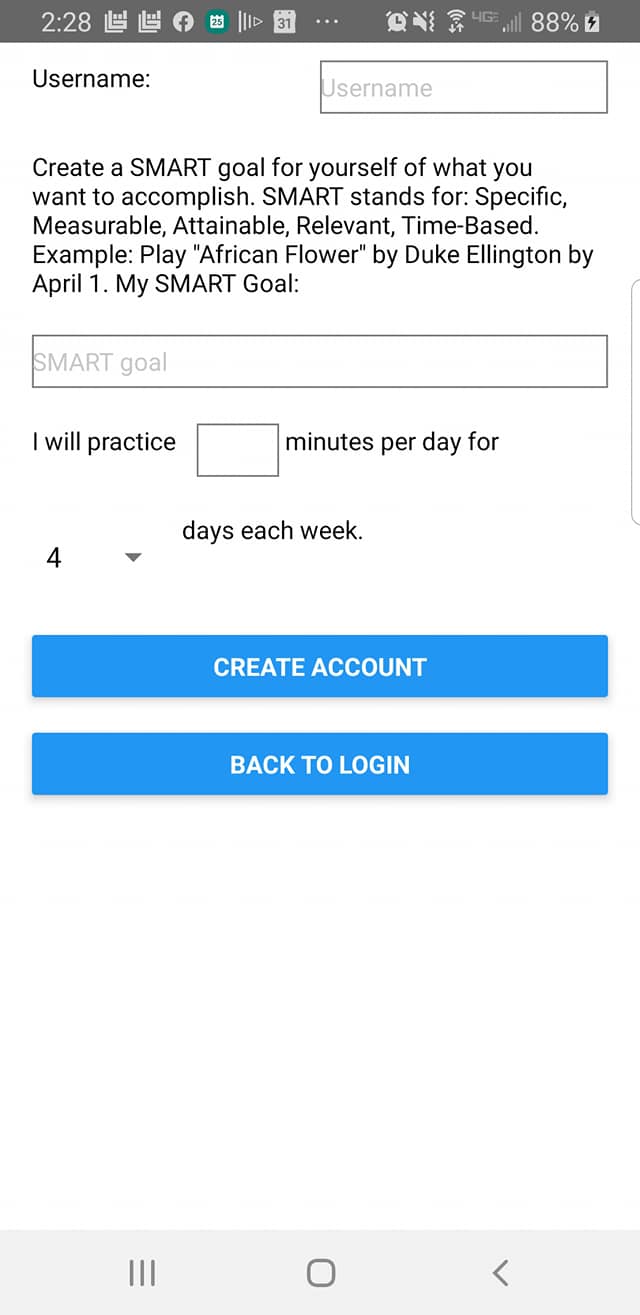 2:28 25 31 ... 4GE 88%
Username:
Username
Create a SMART goal for yourself of what you
want to accomplish. SMART stands for: Specific,
Measurable, Attainable, Relevant, Time-Based.
Example: Play "African Flower" by Duke Ellington by
April 1. My SMART Goal:
SMART goal
I will practice minutes per day for
days each week.
4
CREATE ACCOUNT
BACK TO LOGIN